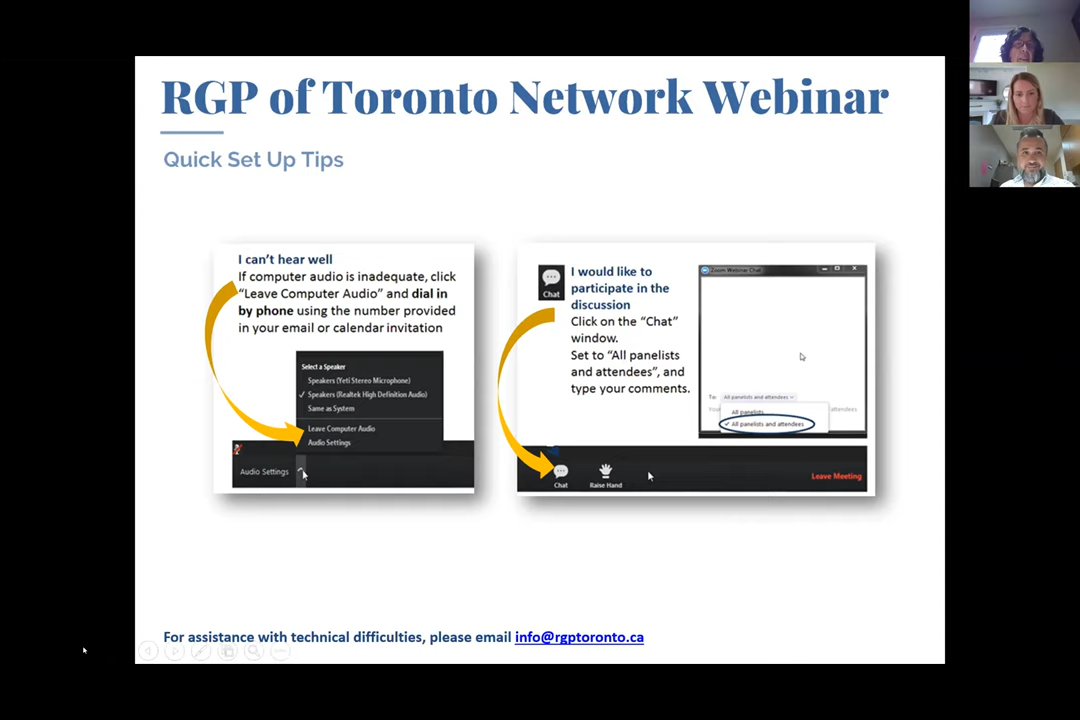 RGP of Toronto Network Webinar
Quick Set Up Tips
I can't hear well
If computer audio is inadequate, click
"Leave Computer Audio" and dial in
by phone using the number provided
in your email or calendar invitation
Select a Speaker
Speakers (Yeti Stereo Microphone)
✓ Speakers (Realtek High Definition Audio)
Same as System
Leave Computer Audio
Audio Settings
Audio Settings
Chat
I would like to
participate in the
discussion
Click on the "Chat"
window.
Set to "All panelists
and attendees", and
type your comments.
Zoom Webinar Chat
To: All panelists and attendees
All panelists
✓ All panelists and attendees
attendees
Chat
Raise Hand
Leave Meeting
For assistance with technical difficulties, please email info@rgptoronto.ca